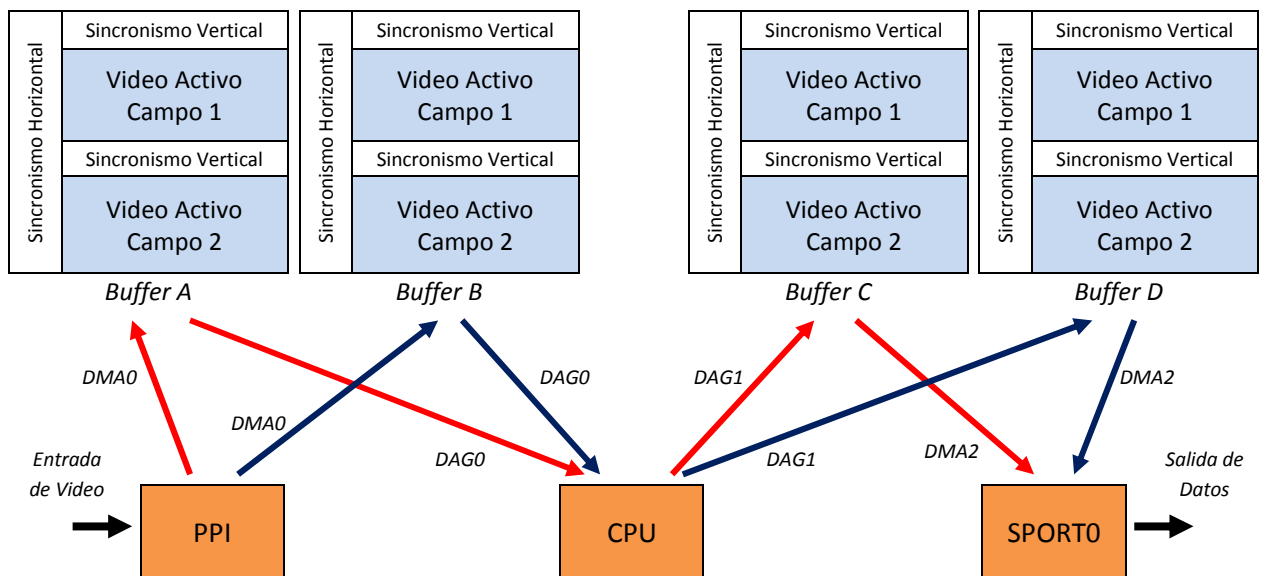 Sincronismo Horizontal
Sincronismo Vertical
Video Activo
Campo 1
Sincronismo Vertical
Video Activo
Campo 2
Buffer A
Sincronismo Horizontal
Sincronismo Vertical
Video Activo
Campo 1
Sincronismo Vertical
Video Activo
Campo 2
Buffer B
Sincronismo Horizontal
Sincronismo Vertical
Video Activo
Campo 1
Sincronismo Vertical
Video Activo
Campo 2
Buffer C
Sincronismo Horizontal
Sincronismo Vertical
Video Activo
Campo 1
Sincronismo Vertical
Video Activo
Campo 2
Buffer D
DMA0
DMA0
DAG0
DAG0
DAG1
DAG1
DMA2
DMA2
Entrada
de Video
PPI
CPU
SPORT0
Salida de
Datos